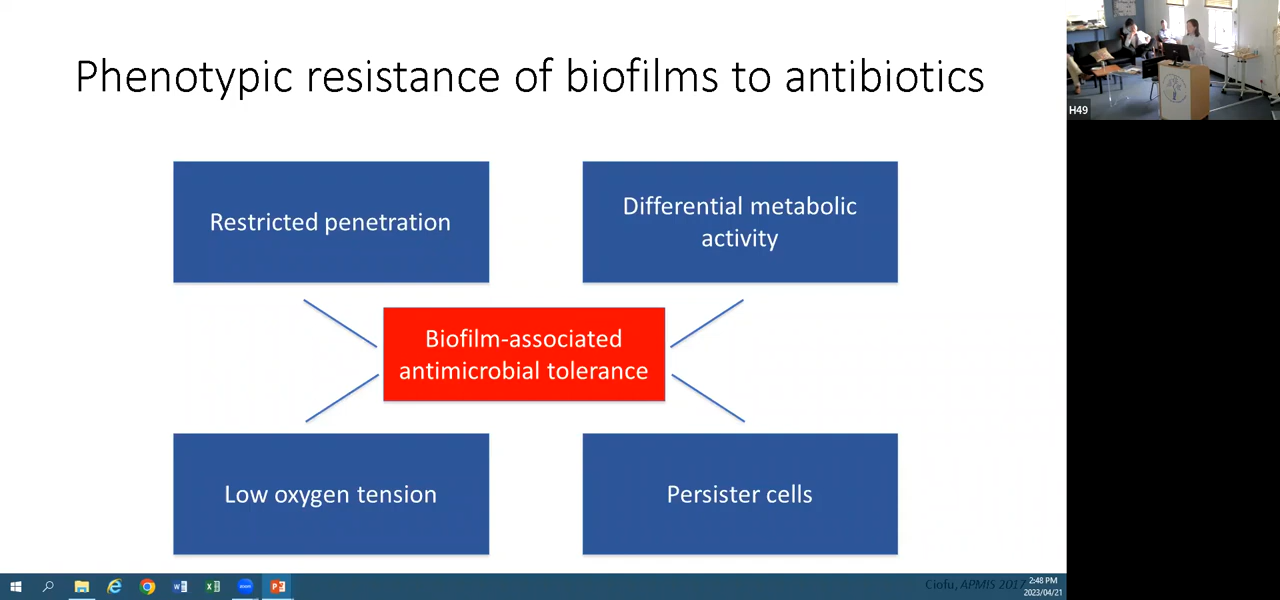 Phenotypic resistance of biofilms to antibiotics
H49
Restricted penetration
Differential metabolic
activity
Biofilm-associated
antimicrobial tolerance
Low oxygen tension
Persister cells
Ciofu, APMIS 2017
2:48 PM
2023/04/21
zoom